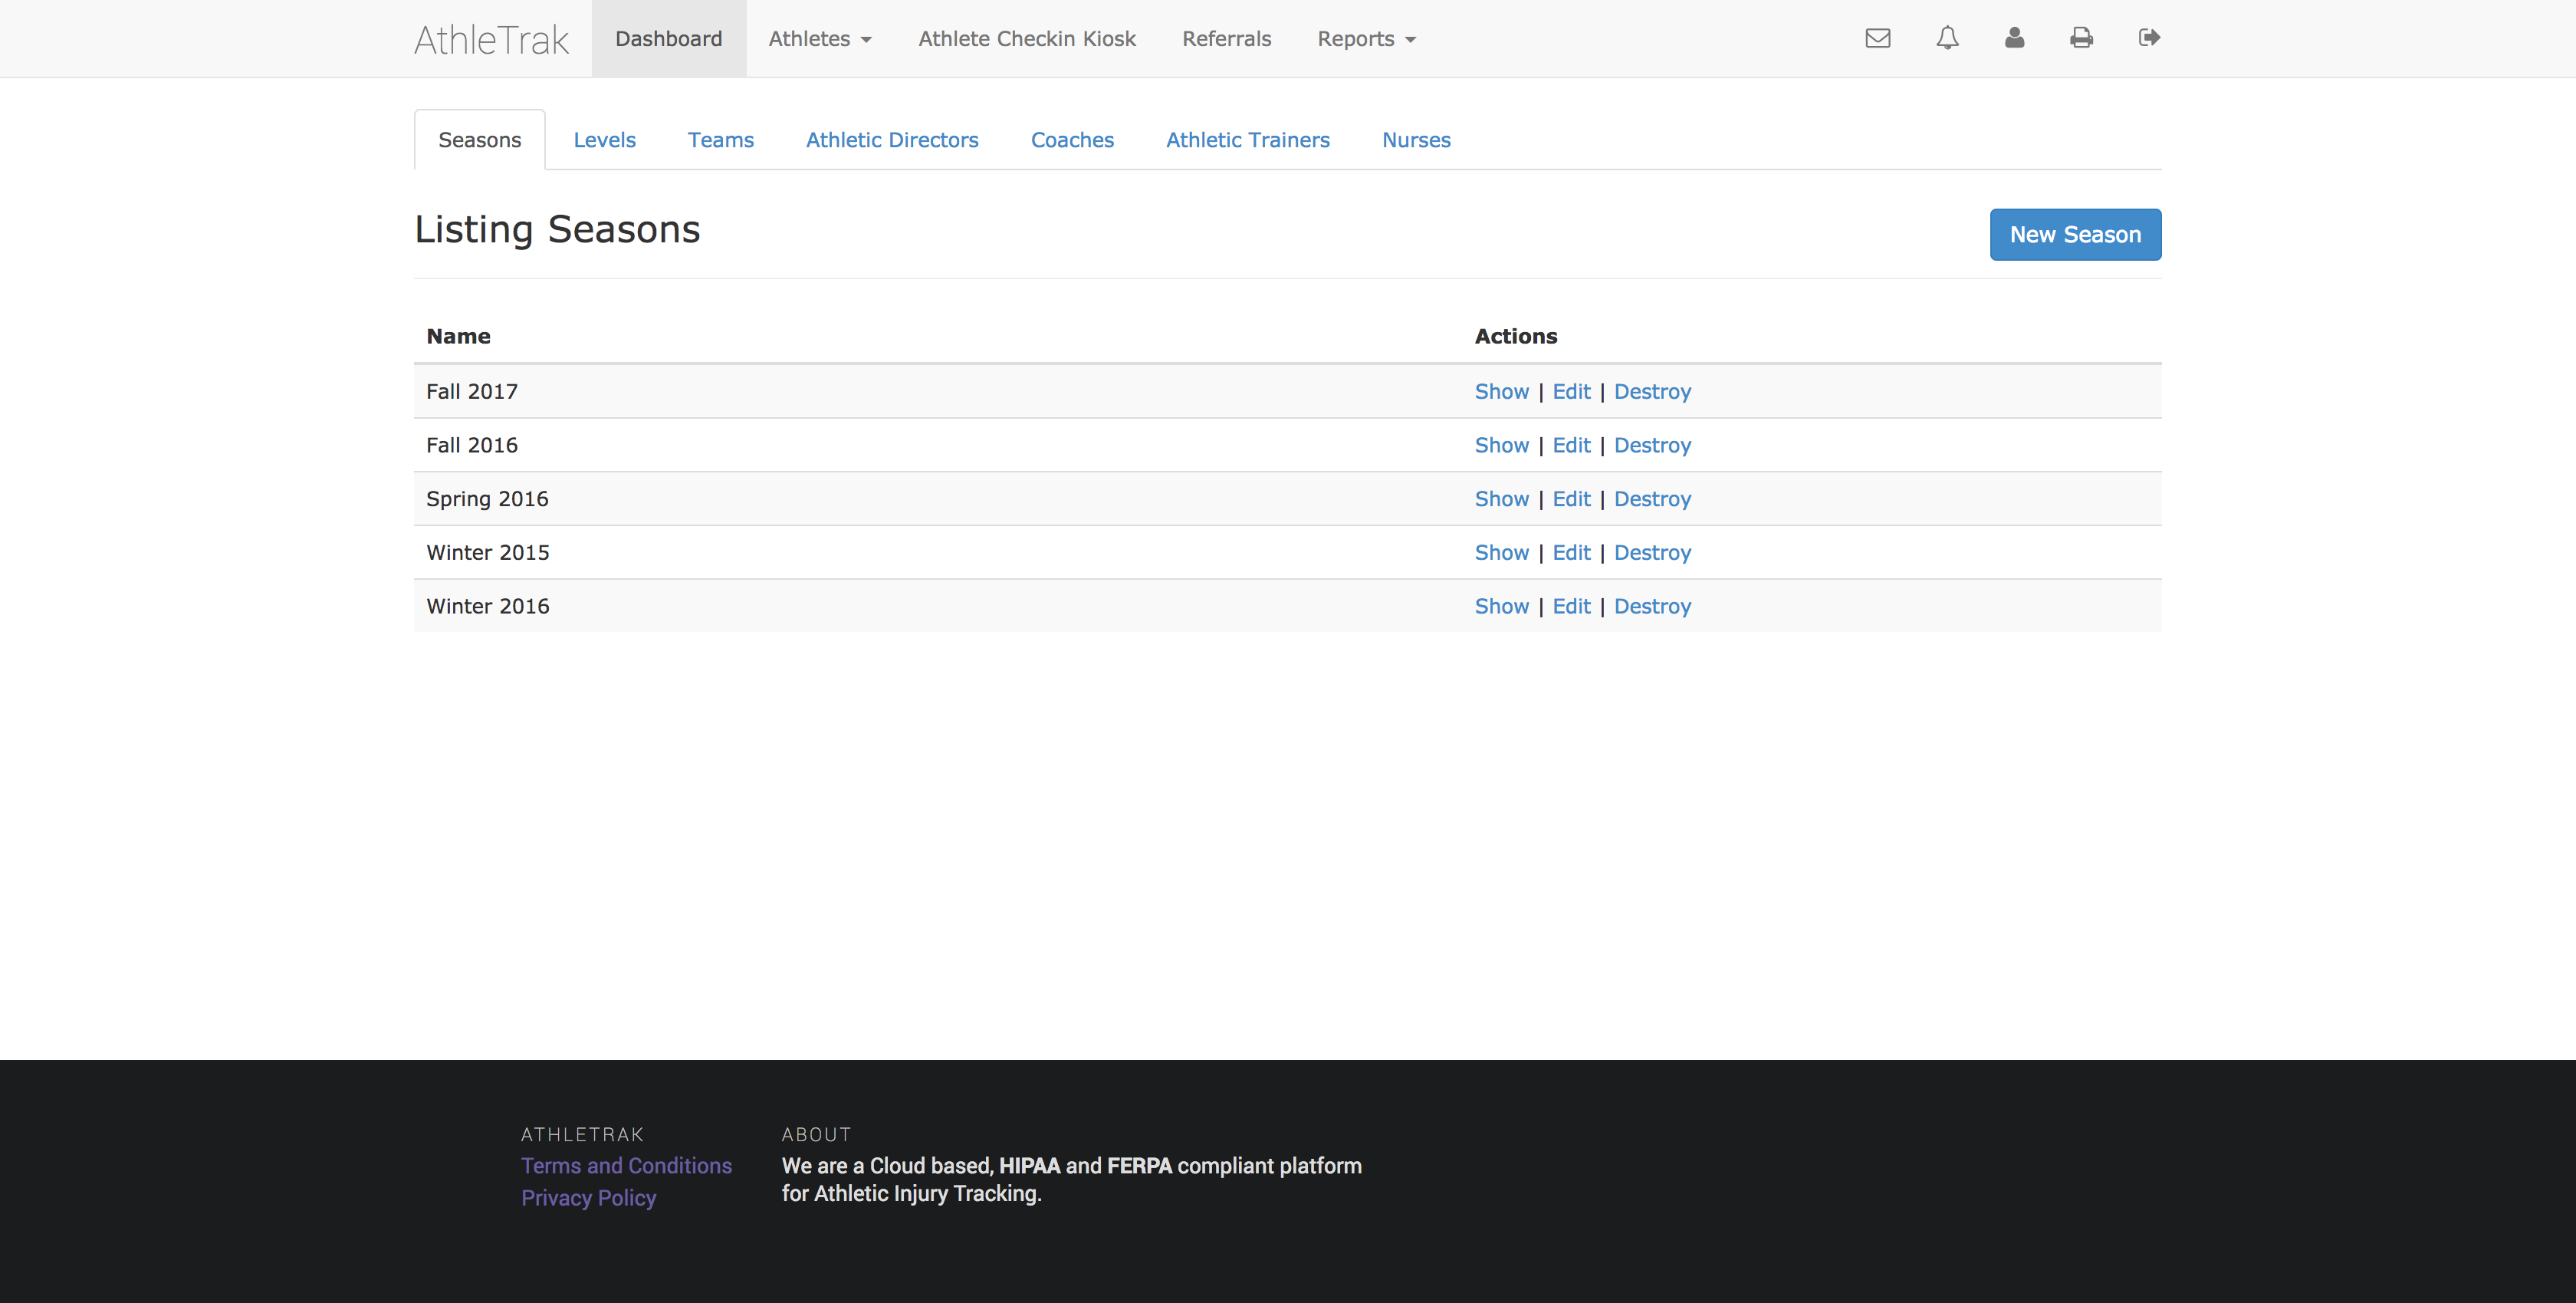 AthleTrak Dashboard Athletes Athlete Checkin Kiosk Referrals Reports
Seasons Levels Teams Athletic Directors Coaches Athletic Trainers Nurses
Listing Seasons New Season
Name Actions
Fall 2017 Show | Edit | Destroy
Fall 2016 Show | Edit | Destroy
Spring 2016 Show | Edit | Destroy
Winter 2015 Show | Edit | Destroy
Winter 2016 Show | Edit | Destroy
ATHLETRAK
Terms and Conditions
Privacy Policy
ABOUT
We are a Cloud based, HIPAA and FERPA compliant platform
for Athletic Injury Tracking.